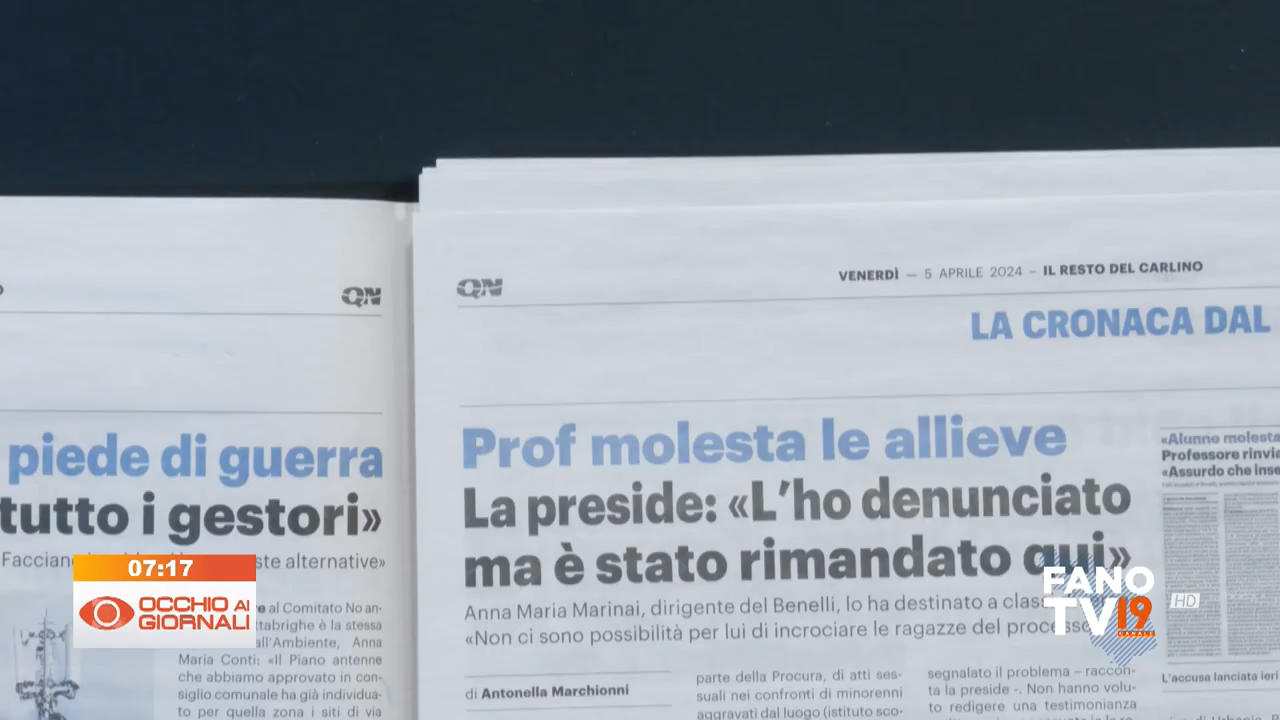 QN
piede di guerra
tutto i gestori»
ste alternative»
al Comitato No an-
ttabrighe è la stessa
all'Ambiente, Anna
Maria Conti: «Il Piano antenne
che abbiamo approvato in con-
siglio comunale ha già individua-
to per quella zona i siti di via
QN
VENERDÌ — 5 APRILE 2024 – IL RESTO DEL CARLINO
LA CRONACA DAL
Prof molesta le allieve
La preside: «L'ho denunciato
ma è stato rimandato qui»
Anna Maria Marinai, dirigente del Benelli, lo ha destinato a
«Non ci sono possibilità per lui di incrociare le ragazze del
di Antonella Marchionni
parte della Procura, di atti ses-
suali nei confronti di minorenni
aggravati dal luogo (istituto sco-
segnalato il problema – raccon-
ta la preside -. Non hanno volu-
to redigere una testimonianza
«Alunne molesta
Professore rinvia
«Assurdo che inse
L'accusa lanciata ieri
07:17
OCCHIO AI
GIORNALI
FANO
TV19
CANALE
HD